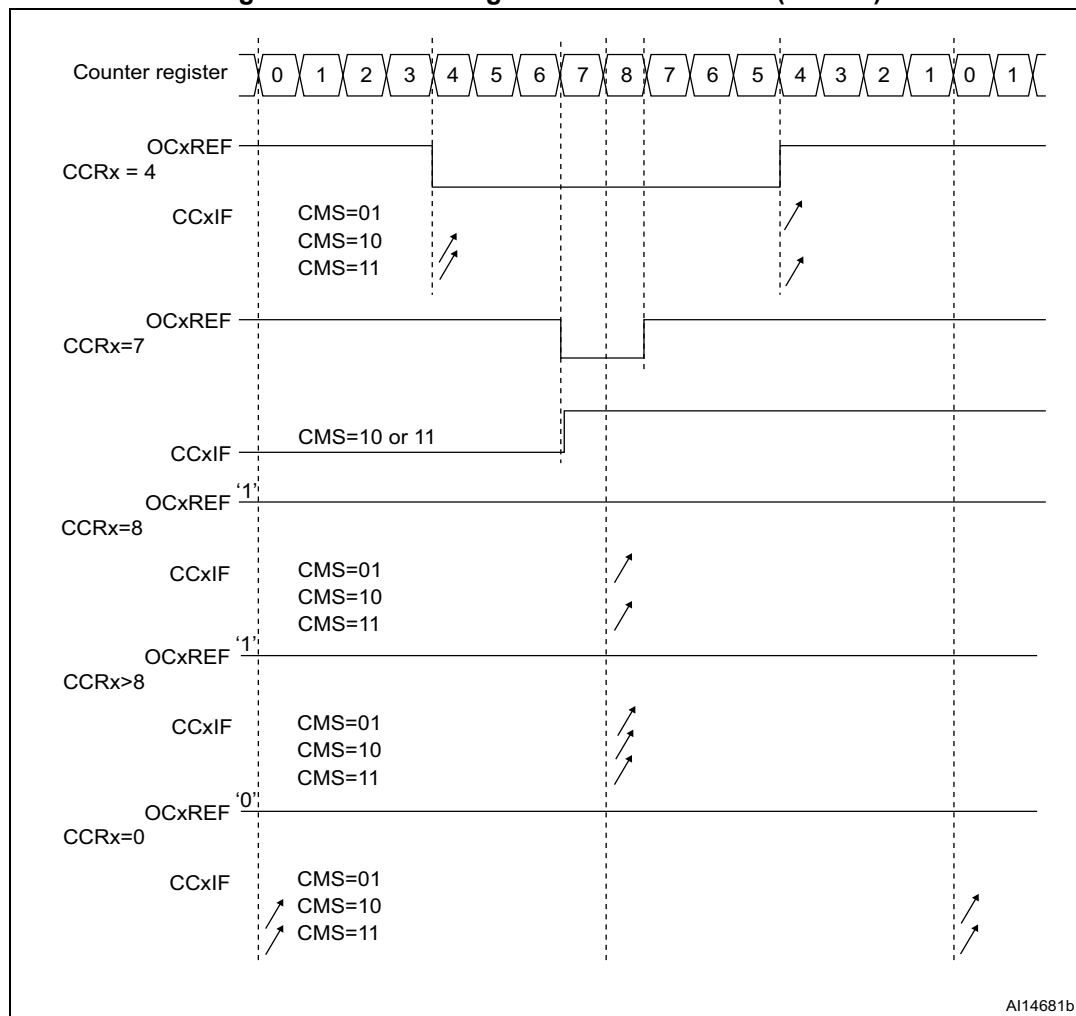 Counter register 0 1 2 3 4 5 6 7 8 7 6 5 4 3 2 1 0 1
OCxREF
CCRx = 4
CCxIF CMS=01
CMS=10
CMS=11
OCxREF
CCRx=7
CCxIF CMS=10 or 11
OCxREF ‘1’
CCRx=8
CCxIF CMS=01
CMS=10
CMS=11
OCxREF ‘1’
CCRx>8
CCxIF CMS=01
CMS=10
CMS=11
OCxREF ‘0’
CCRx=0
CCxIF CMS=01
CMS=10
CMS=11
AI14681b